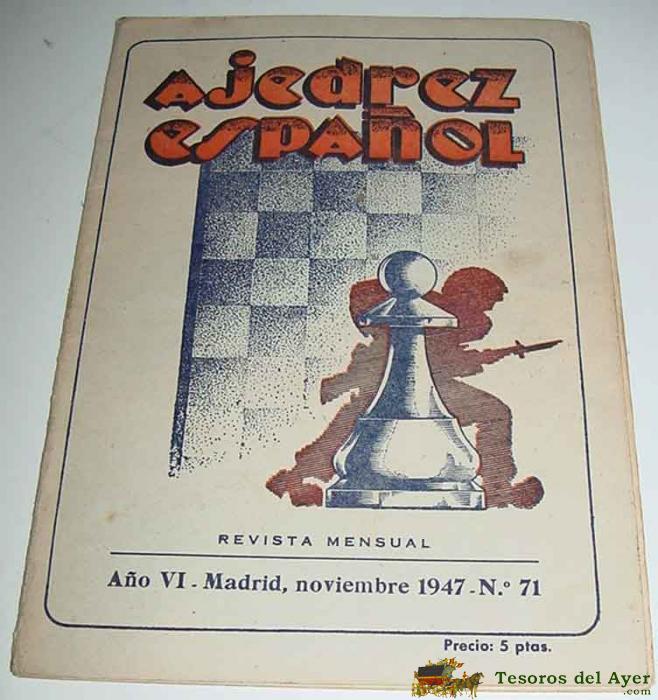 Ajedrez
español
REVISTA MENSUAL
Año VI - Madrid, noviembre 1947 - N.º 71
Precio: 5 ptas.
Tesoros del Ayer
.com